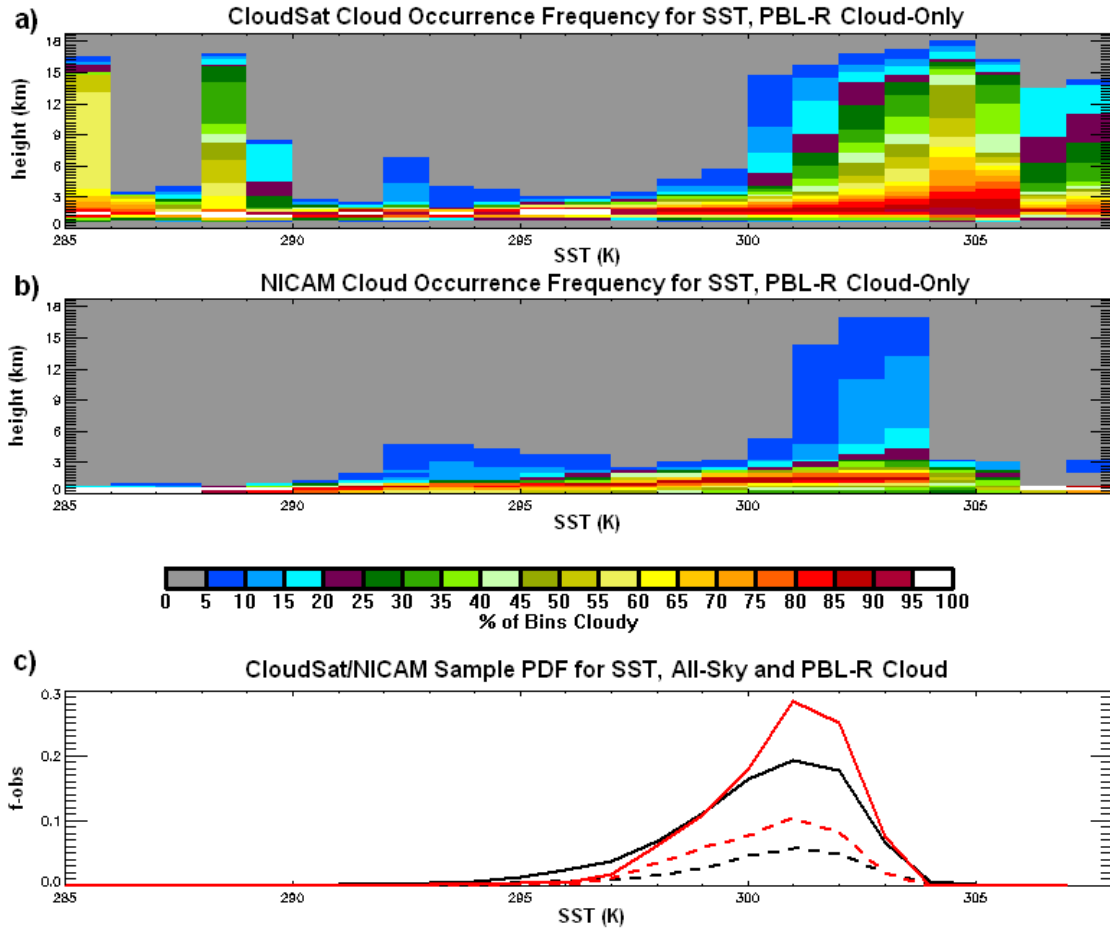 a)
CloudSat Cloud Occurrence Frequency for SST, PBL-R Cloud-Only
height (km)
18
15
12
9
6
3
0
285 290 295 300 305
SST (K)
b)
NICAM Cloud Occurrence Frequency for SST, PBL-R Cloud-Only
height (km)
18
15
12
9
6
3
0
285 290 295 300 305
SST (K)
0 5 10 15 20 25 30 35 40 45 50 55 60 65 70 75 80 85 90 95 100
% of Bins Cloudy
c)
CloudSat/NICAM Sample PDF for SST, All-Sky and PBL-R Cloud
f-obs
0.3
0.2
0.1
0.0
285 290 295 300 305
SST (K)